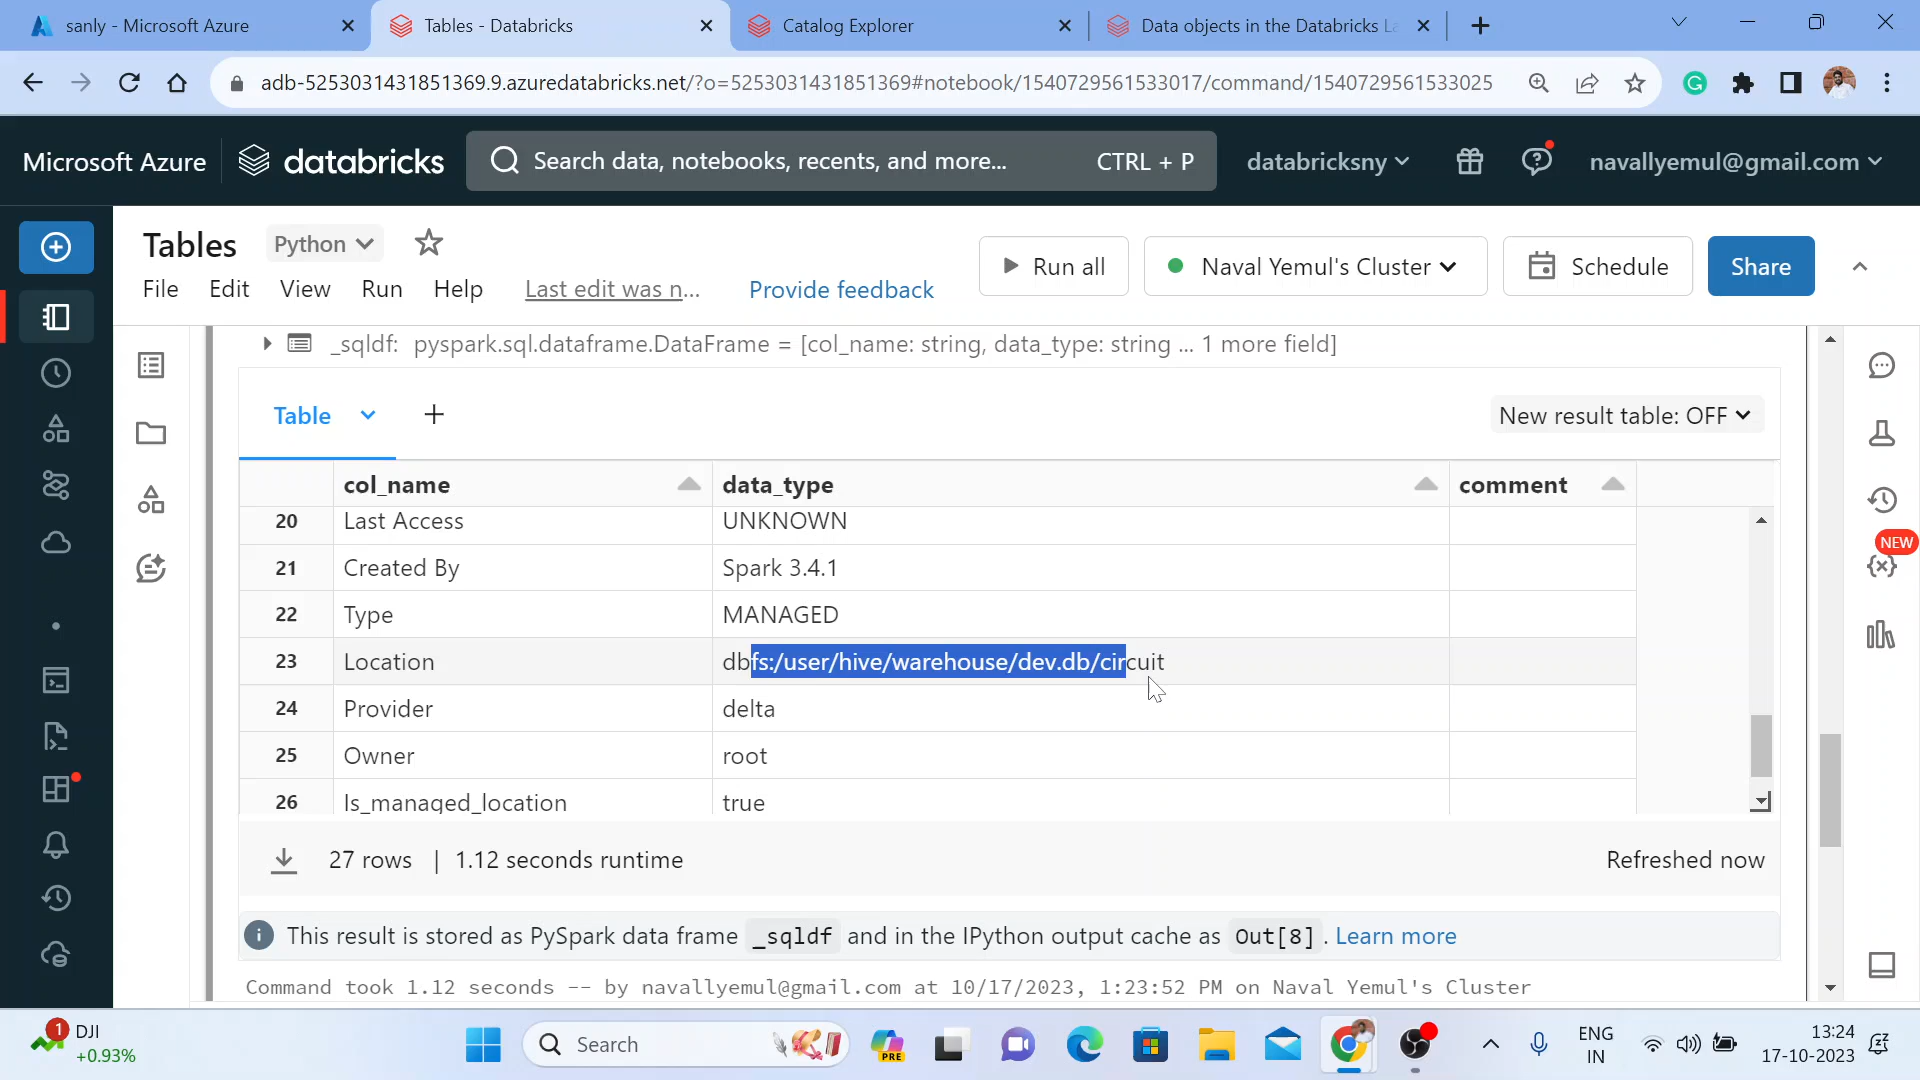 sanly - Microsoft Azure
Tables - Databricks
Catalog Explorer
Data objects in the Databricks La
adb-5253031431851369.9.azuredatabricks.net/?o=5253031431851369#notebook/1540729561533017/command/1540729561533025
Microsoft Azure
databricks
Search data, notebooks, recents, and more...
CTRL + P
databricksny
navallyemul@gmail.com
Tables
Python
File
Edit
View
Run
Help
Last edit was n...
Provide feedback
Run all
Naval Yemul's Cluster
Schedule
Share
_sqldf: pyspark.sql.dataframe.DataFrame = [col_name: string, data_type: string ... 1 more field]
Table
New result table: OFF
col_name data_type comment
20 Last Access UNKNOWN
21 Created By Spark 3.4.1
22 Type MANAGED
23 Location dbfs:/user/hive/warehouse/dev.db/circuit
24 Provider delta
25 Owner root
26 Is_managed_location true
27 rows | 1.12 seconds runtime
Refreshed now
This result is stored as PySpark data frame _sqldf and in the IPython output cache as Out[8] . Learn more
Command took 1.12 seconds -- by navallyemul@gmail.com at 10/17/2023, 1:23:52 PM on Naval Yemul's Cluster
NEW
1
DJI
+0.93%
Search
PRE
ENG
IN
13:24
17-10-2023